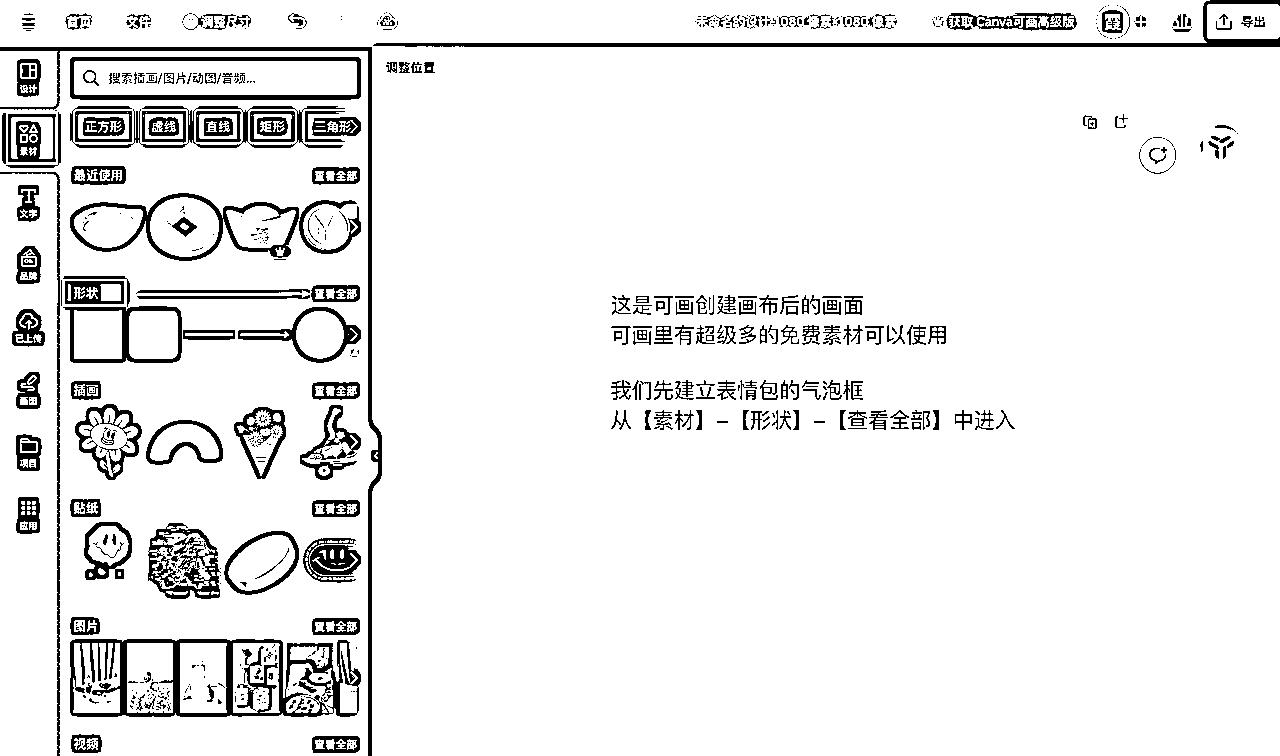 首页 文件 调整尺寸 未命名的设计-1080 像素×1080 像素 获取 Canva可画高级版 导出
设计
素材
文字
品牌
已上传
画图
项目
应用
搜索插画/图片/动图/音频...
正方形 虚线 直线 矩形 三角形
最近使用 查看全部
形状 查看全部
插画 查看全部
贴纸 查看全部
图片 查看全部
视频 查看全部
调整位置
这是可画创建画布后的画面
可画里有超级多的免费素材可以使用
我们先建立表情包的气泡框
从【素材】–【形状】–【查看全部】中进入